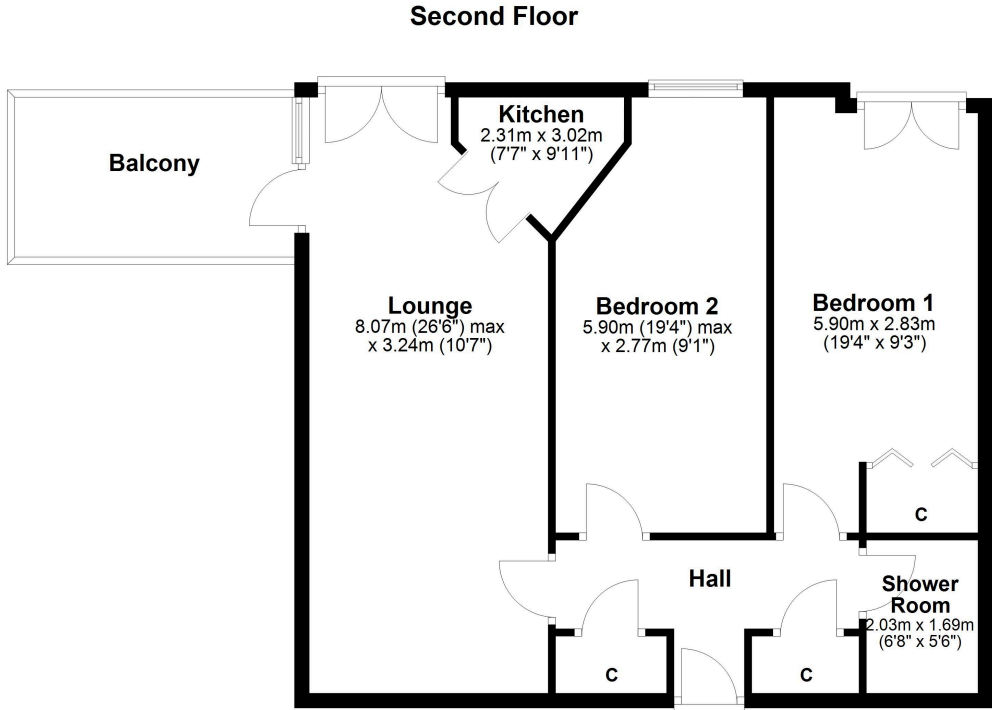 Second Floor
Kitchen
2.31m x 3.02m
(7'7" x 9'11")
Balcony
Lounge
8.07m (26'6") max
x 3.24m (10'7")
Bedroom 2
5.90m (19'4") max
x 2.77m (9'1")
Bedroom 1
5.90m x 2.83m
(19'4" x 9'3")
C
Hall
Shower
Room
2.03m x 1.69m
(6'8" x 5'6")
C
C